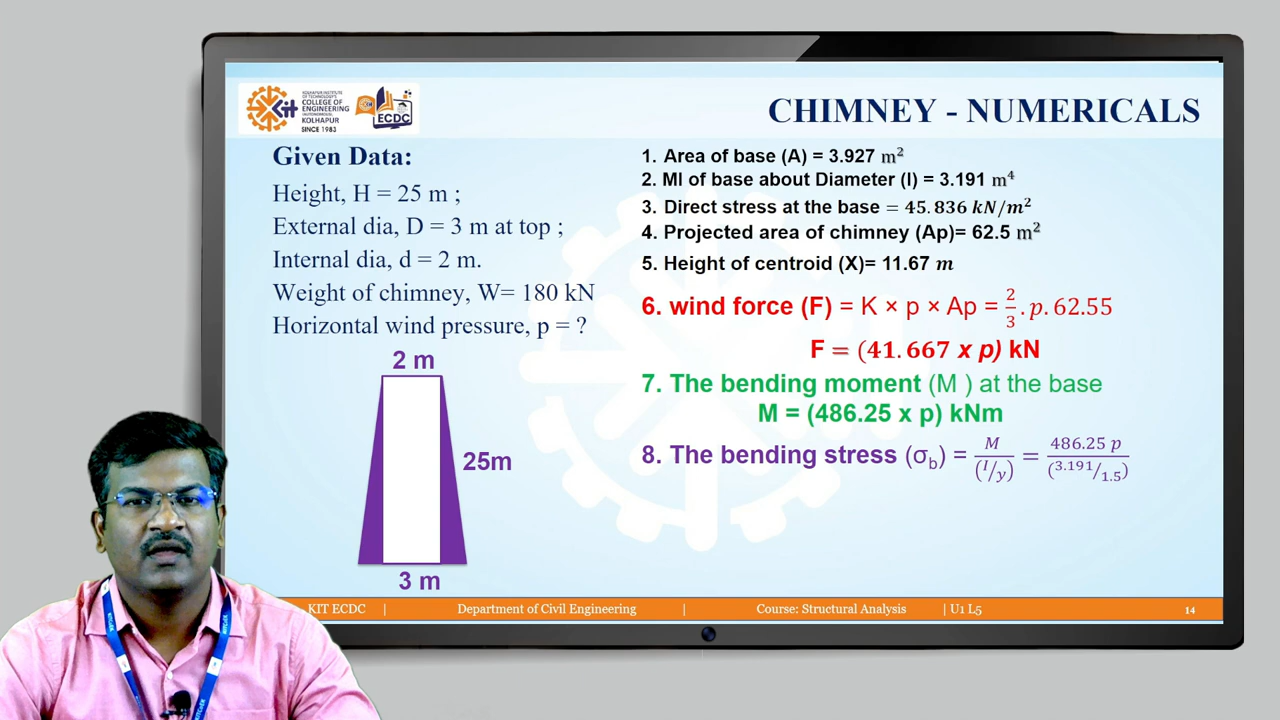 KOLHAPUR INSTITUTE
OF TECHNOLOGY'S
COLLEGE OF
ENGINEERING
(AUTONOMOUS),
KOLHAPUR
SINCE 1983
Kit
ECDC
CHIMNEY - NUMERICALS
Given Data:
Height, H = 25 m ;
External dia, D = 3 m at top ;
Internal dia, d = 2 m.
Weight of chimney, W= 180 kN
Horizontal wind pressure, p = ?
2 m
25m
3 m
1. Area of base (A) = 3.927 m²
2. MI of base about Diameter (I) = 3.191 m⁴
3. Direct stress at the base = 45.836 kN/m²
4. Projected area of chimney (Ap)= 62.5 m²
5. Height of centroid (X)= 11.67 m
6. wind force (F) = K × p × Ap = 2/3 . p. 62.55
F = (41.667 x p) kN
7. The bending moment (M ) at the base
M = (486.25 x p) kNm
8. The bending stress (σb) = M/(I/y) = 486.25 p/(3.191/1.5)
KIT ECDC | Department of Civil Engineering | Course: Structural Analysis | U1 L5 14